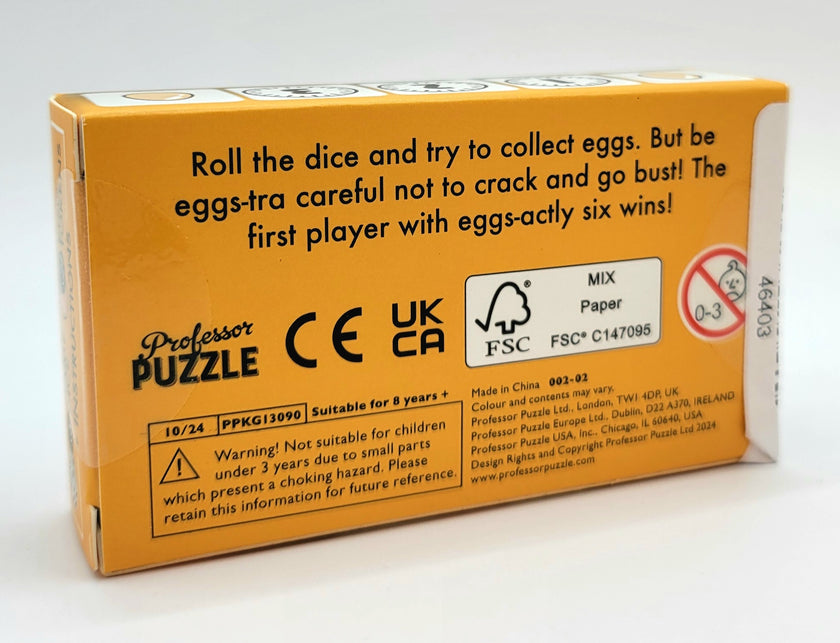 Roll the dice and try to collect eggs. But be
eggs-tra careful not to crack and go bust! The
first player with eggs-actly six wins!
Professor
PUZZLE
CE
UK
CA
FSC
MIX
Paper
FSC® C147095
0-3
46403
10/24 PPKG13090 Suitable for 8 years +
Warning! Not suitable for children
under 3 years due to small parts
which present a choking hazard. Please
retain this information for future reference.
Made in China 002-02
Colour and contents may vary.
Professor Puzzle Ltd., London, TW1 4DP, UK
Professor Puzzle Europe Ltd., Dublin, D22 A370, IRELAND
Professor Puzzle USA, Inc., Chicago, IL 60640, USA
Design Rights and Copyright Professor Puzzle Ltd 2024
www.professorpuzzle.com